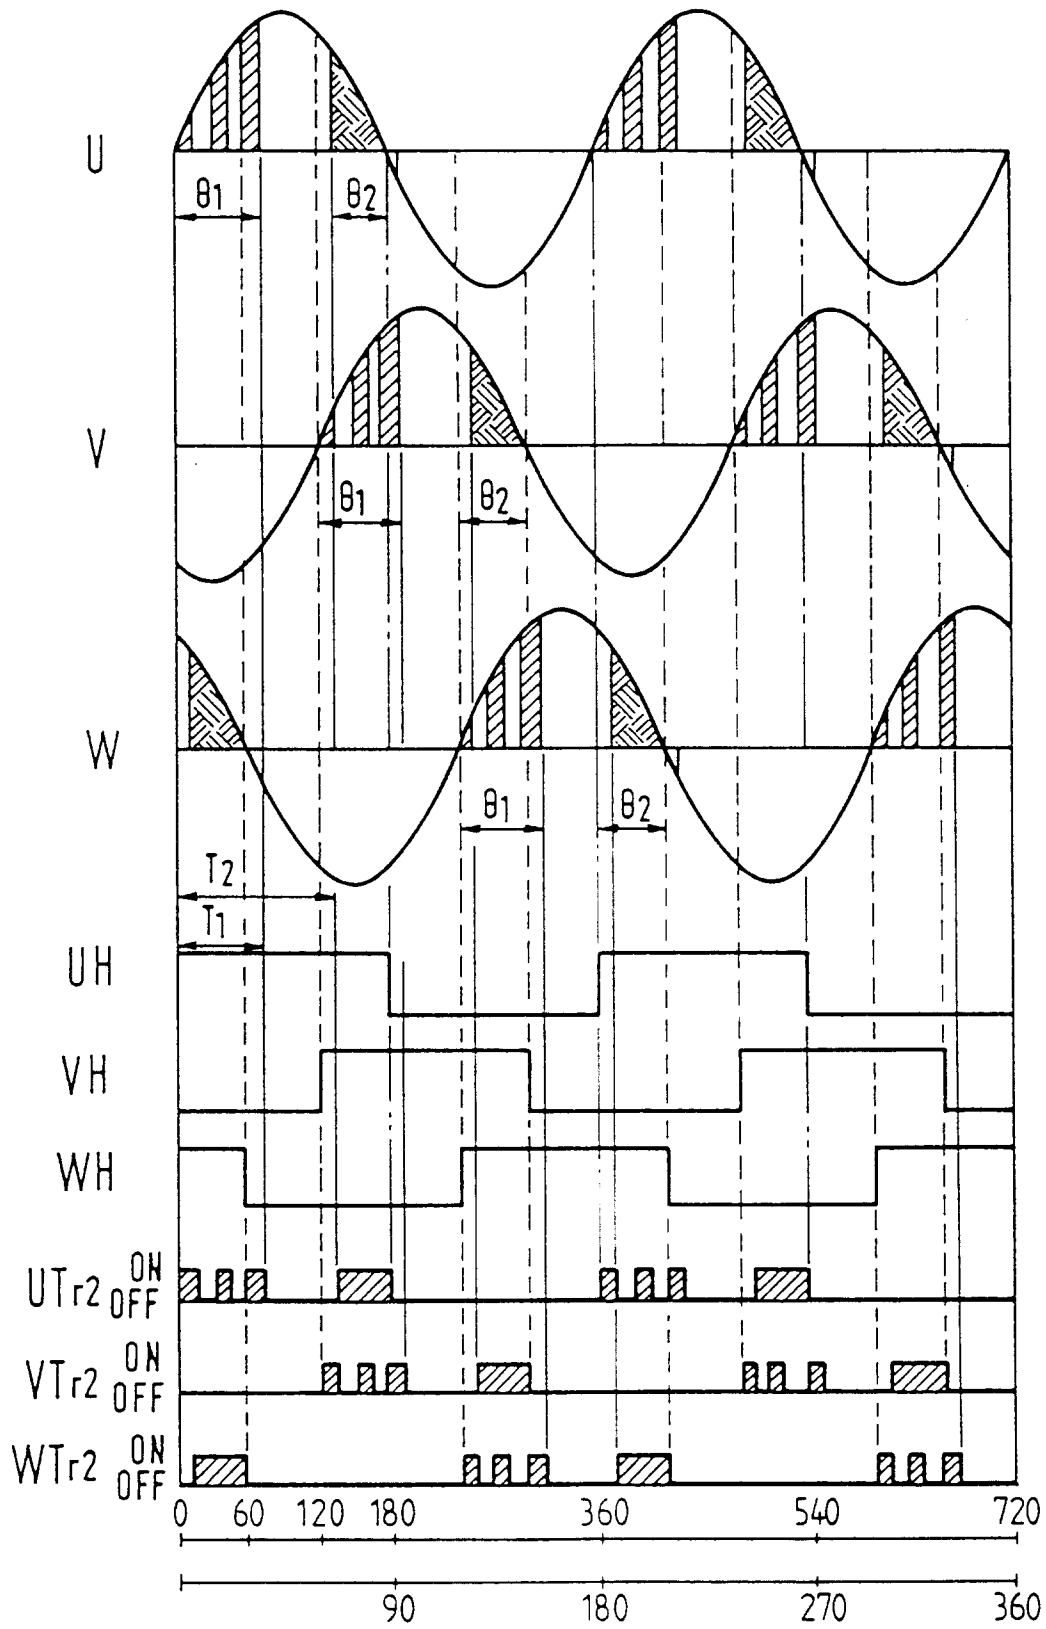 U
θ1 θ2
V
θ1 θ2
W
θ1 θ2
T2
T1
UH
VH
WH
UTr2 ON
OFF
VTr2 ON
OFF
WTr2 ON
OFF
0 60 120 180 360 540 720
90 180 270 360